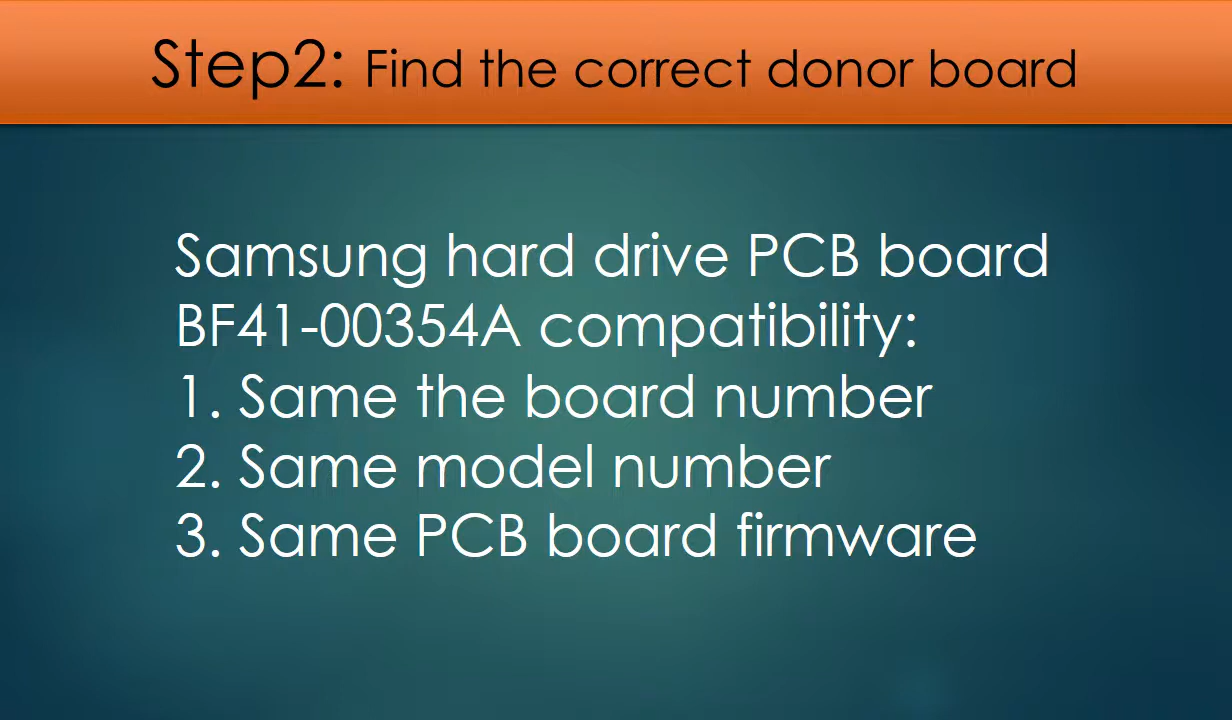 Step2: Find the correct donor board
Samsung hard drive PCB board
BF41-00354A compatibility:
1. Same the board number
2. Same model number
3. Same PCB board firmware